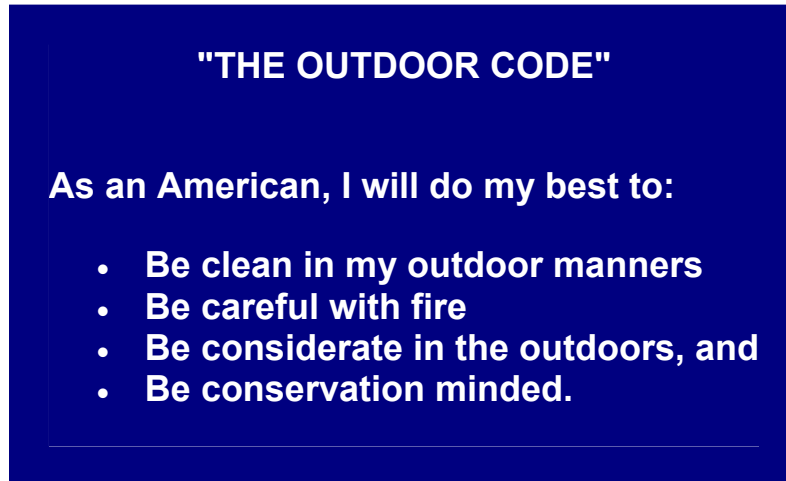 "THE OUTDOOR CODE"
As an American, I will do my best to:
• Be clean in my outdoor manners
• Be careful with fire
• Be considerate in the outdoors, and
• Be conservation minded.